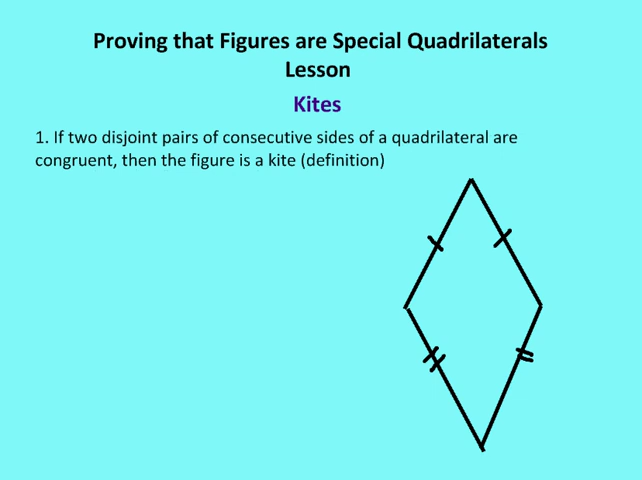 Proving that Figures are Special Quadrilaterals
Lesson
Kites
1. If two disjoint pairs of consecutive sides of a quadrilateral are
congruent, then the figure is a kite (definition)